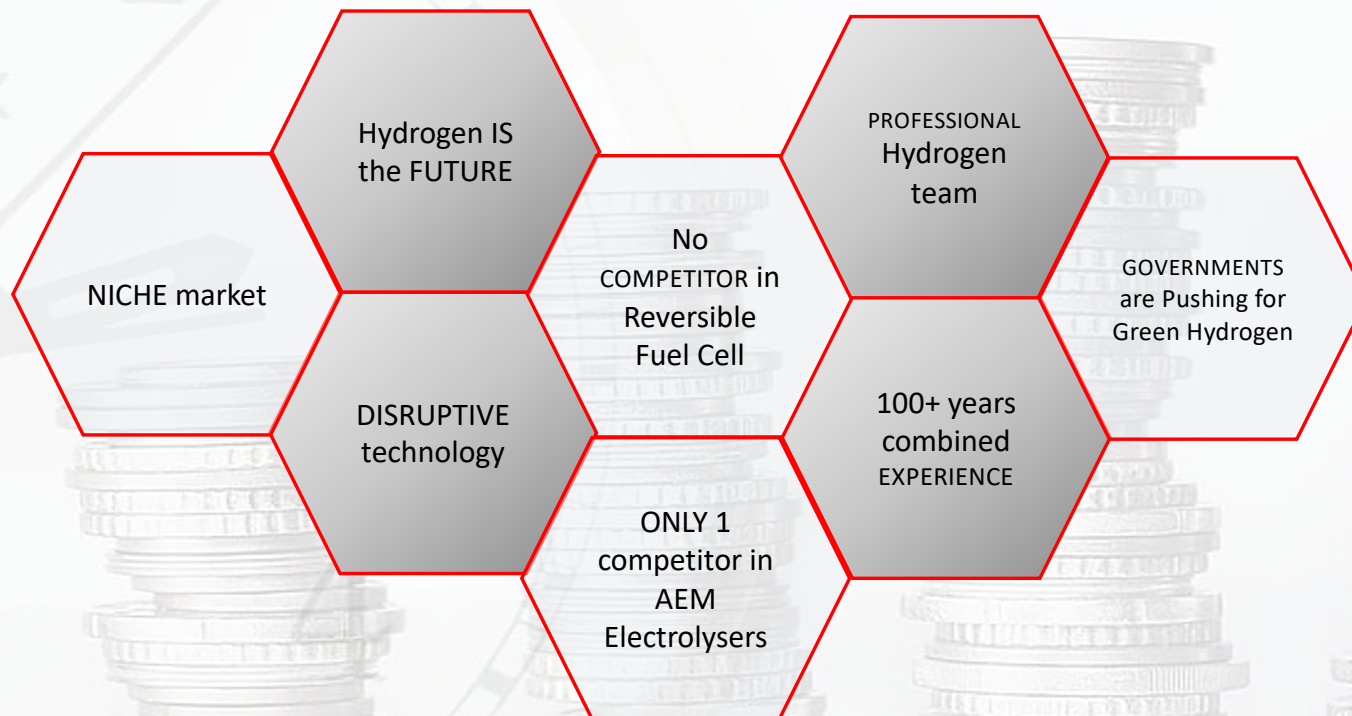 Hydrogen IS
the FUTURE
PROFESSIONAL
Hydrogen
team
NICHE market
No
COMPETITOR in
Reversible
Fuel Cell
GOVERNMENTS
are Pushing for
Green Hydrogen
DISRUPTIVE
technology
100+ years
combined
EXPERIENCE
ONLY 1
competitor in
AEM
Electrolysers